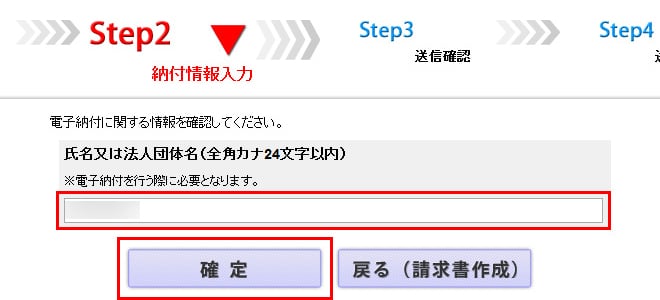 Step2
納付情報入力
Step3
送信確認
Step4
電子納付に関する情報を確認してください。
氏名又は法人団体名(全角カナ24文字以内)
※電子納付を行う際に必要となります。
確 定
戻る（請求書作成）